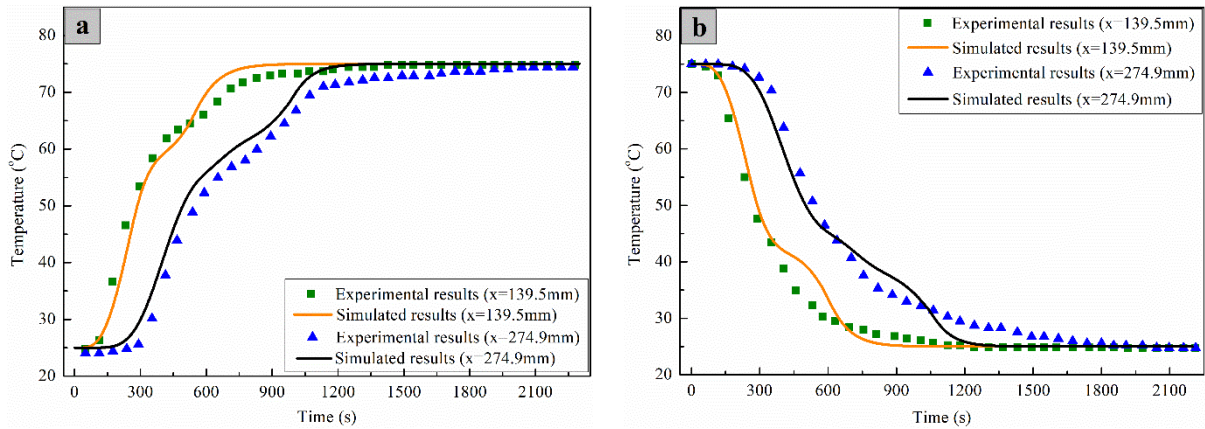 a
Experimental results (x=139.5mm)
Simulated results (x=139.5mm)
Experimental results (x=274.9mm)
Simulated results (x=274.9mm)
Temperature (°C)
80
70
60
50
40
30
20
0
300
600
900
1200
1500
1800
2100
Time (s)
b
Experimental results (x=139.5mm)
Simulated results (x=139.5mm)
Experimental results (x=274.9mm)
Simulated results (x=274.9mm)
Temperature (°C)
80
70
60
50
40
30
20
0
300
600
900
1200
1500
1800
2100
Time (s)